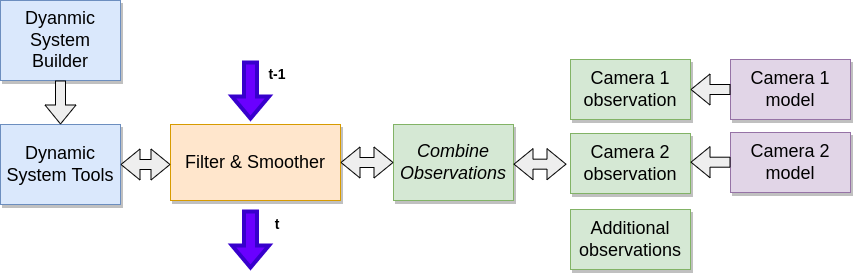 Dyanmic
System
Builder
t-1
Camera 1
observation
Camera 1
model
Dynamic
System Tools
Filter & Smoother
Combine
Observations
Camera 2
observation
Camera 2
model
t
Additional
observations